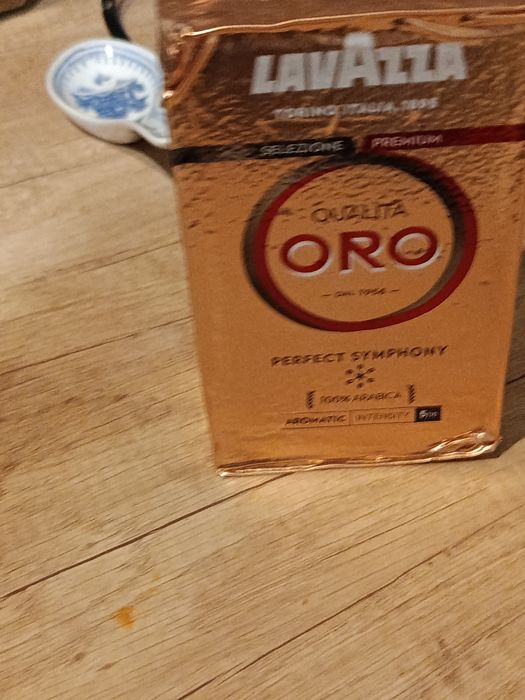 LAVAZZA
TORINO, ITALIA, 1895
SELEZIONE PREMIUM
QUALITÀ
ORO
— DAL 1956 —
PERFECT SYMPHONY
100% ARABICA
AROMATIC INTENSITY 5/10